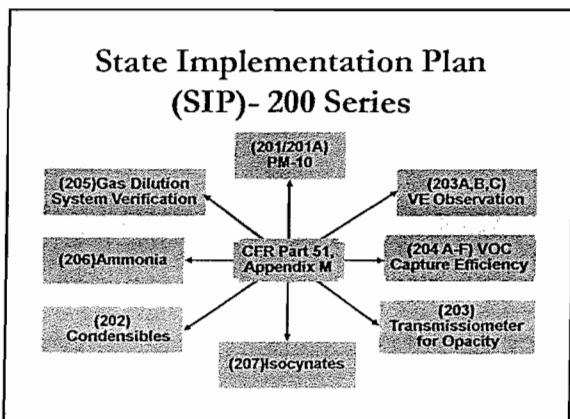 State Implementation Plan
(SIP)- 200 Series
(201/201A)
PM-10
(205)Gas Dilution
System Verification
(203A,B,C)
VE Observation
(206)Ammonia
CFR Part 51,
Appendix M
(204 A-F) VOC
Capture Efficiency
(202)
Condensibles
(207)Isocynates
(203)
Transmissiometer
for Opacity